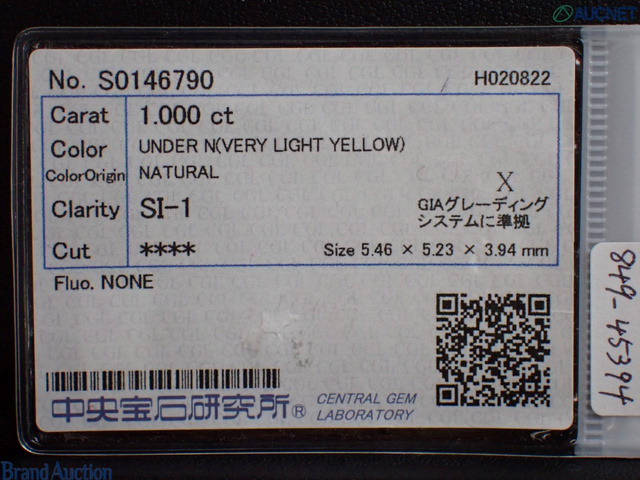 AUCNET
No. S0146790 H020822
Carat 1.000 ct
Color UNDER N(VERY LIGHT YELLOW)
ColorOrigin NATURAL
X
Clarity SI-1 GIAグレーディング
システムに準拠
Cut **** Size 5.46 × 5.23 × 3.94 mm
Fluo. NONE
849-45394
中央宝石研究所® CENTRAL GEM
LABORATORY
Brand Auction